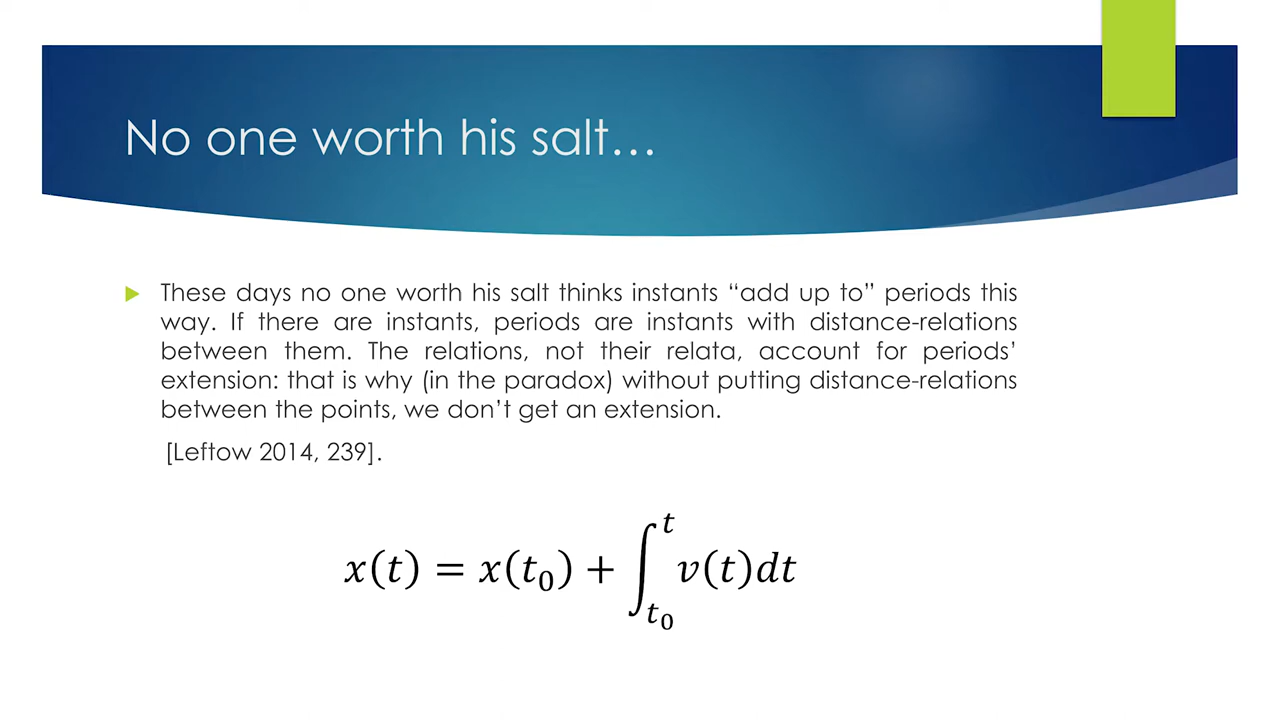 No one worth his salt…
These days no one worth his salt thinks instants “add up to” periods this
way. If there are instants, periods are instants with distance-relations
between them. The relations, not their relata, account for periods’
extension: that is why (in the paradox) without putting distance-relations
between the points, we don’t get an extension.
[Leftow 2014, 239].
x(t) = x(t₀) + ∫ₜ₀ᵗ v(t)dt